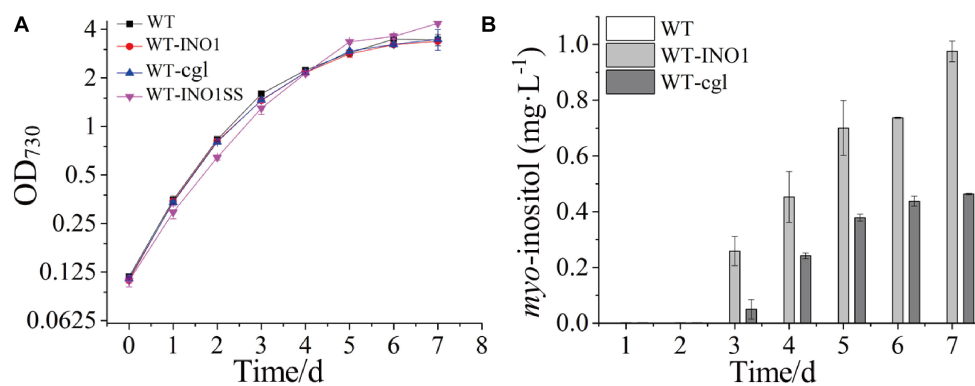 A
WT
WT-INO1
WT-cgl
WT-INO1SS
OD730
4
2
1
0.5
0.25
0.125
0.0625
0 1 2 3 4 5 6 7 8
Time/d
B
WT
WT-INO1
WT-cgl
myo-inositol (mg·L-1)
1.0
0.8
0.6
0.4
0.2
0.0
1 2 3 4 5 6 7
Time/d